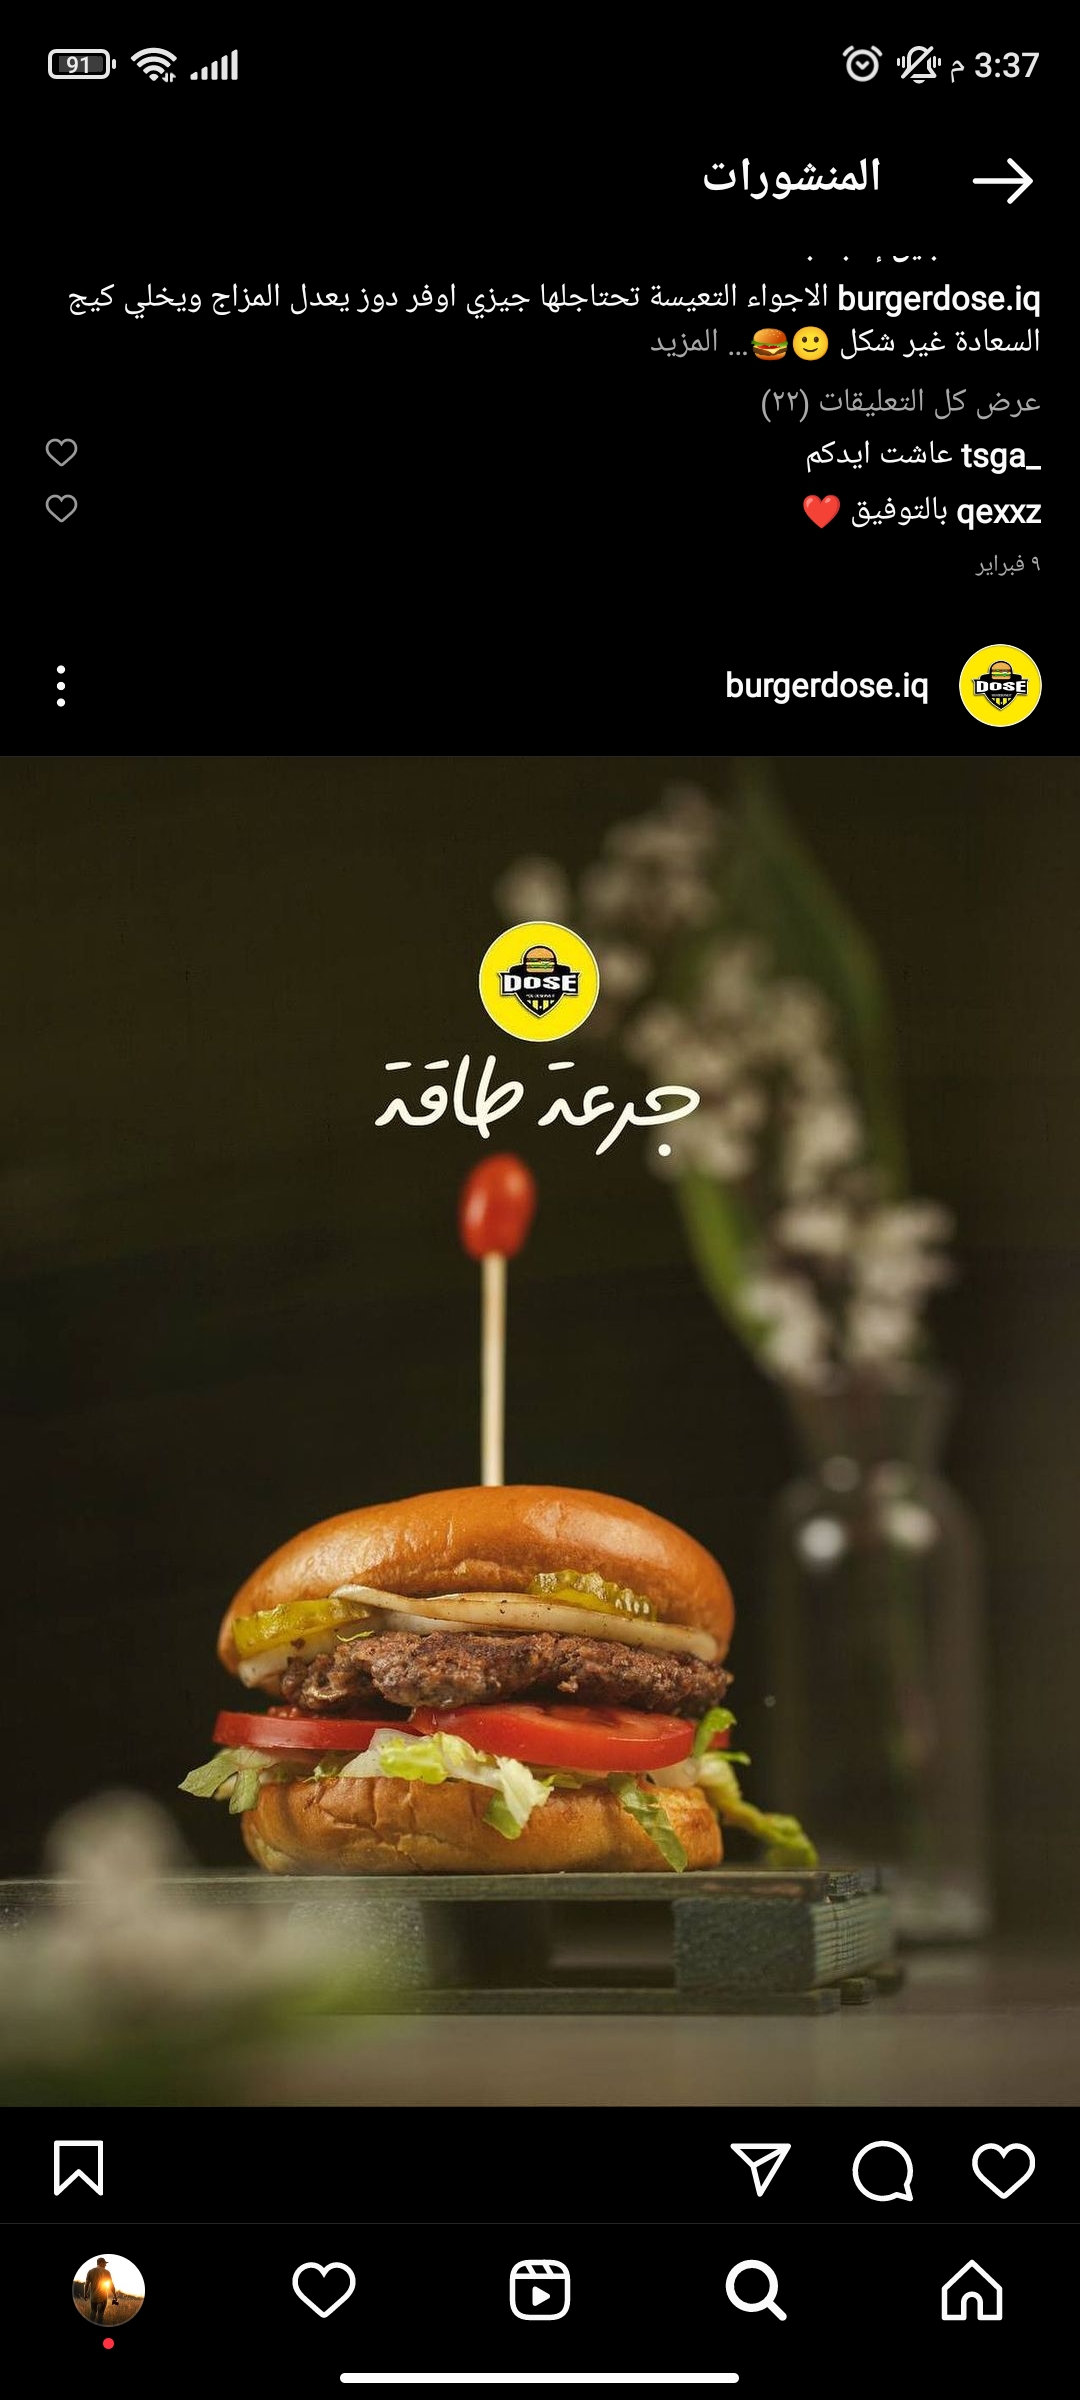 3:37 م
91
المنشورات
burgerdose.iq الاجواء التعيسة تحتاجلها جيزي اوفر دوز يعدل المزاج ويخلي كيج
السعادة غير شكل 🙂🍔... المزيد
عرض كل التعليقات (٢٢)
tsga_ عاشت ايدكم
qexxz بالتوفيق ❤️
٩ فبراير
burgerdose.iq
DOSE
DOSE
جرعة طاقة